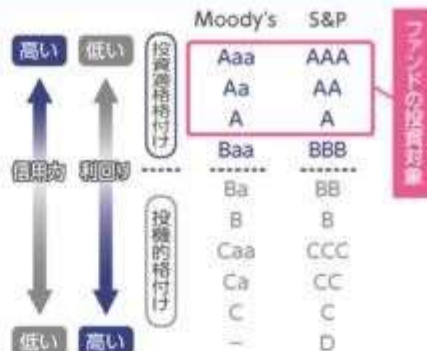 Moody's S&P
高い 低い
投資適格格付け
Aaa AAA
Aa AA
A A
Baa BBB
ファンドの投資対象
信用力 利回り
投機的格付け
Ba BB
B B
Caa CCC
Ca CC
C C
– D
低い 高い